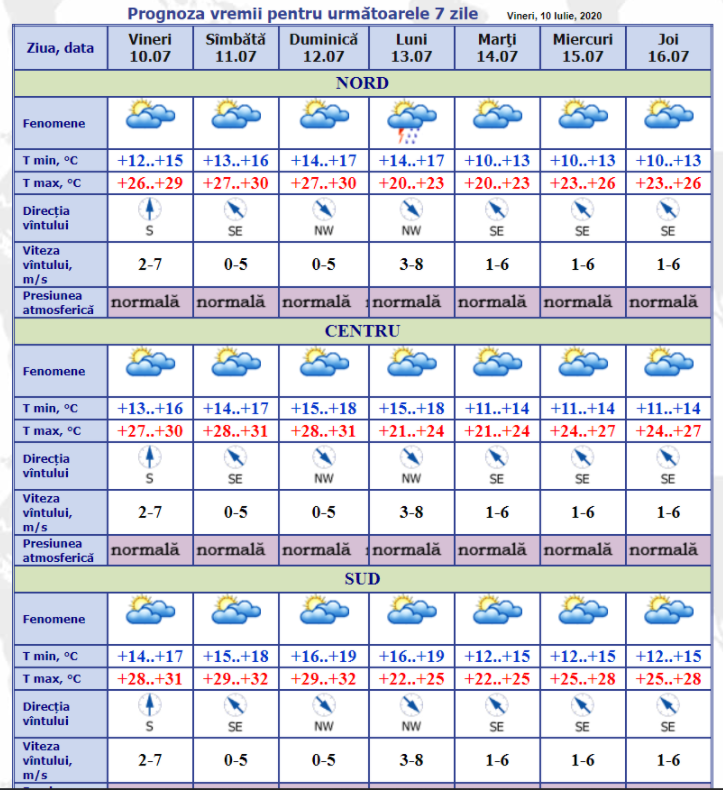 Prognoza vremii pentru următoarele 7 zile Vineri, 10 Iulie, 2020
Ziua, data Vineri 10.07 Sîmbătă 11.07 Duminică 12.07 Luni 13.07 Marţi 14.07 Miercuri 15.07 Joi 16.07
NORD
Fenomene
T min, °C +12..+15 +13..+16 +14..+17 +14..+17 +10..+13 +10..+13 +10..+13
T max, °C +26..+29 +27..+30 +27..+30 +20..+23 +20..+23 +23..+26 +23..+26
Direcția vîntului S SE NW NW SE SE SE
Viteza vîntului, m/s 2-7 0-5 0-5 3-8 1-6 1-6 1-6
Presiunea atmosferică normală normală normală normală normală normală normală
CENTRU
Fenomene
T min, °C +13..+16 +14..+17 +15..+18 +15..+18 +11..+14 +11..+14 +11..+14
T max, °C +27..+30 +28..+31 +28..+31 +21..+24 +21..+24 +24..+27 +24..+27
Direcția vîntului S SE NW NW SE SE SE
Viteza vîntului, m/s 2-7 0-5 0-5 3-8 1-6 1-6 1-6
Presiunea atmosferică normală normală normală normală normală normală normală
SUD
Fenomene
T min, °C +14..+17 +15..+18 +16..+19 +16..+19 +12..+15 +12..+15 +12..+15
T max, °C +28..+31 +29..+32 +29..+32 +22..+25 +22..+25 +25..+28 +25..+28
Direcția vîntului S SE NW NW SE SE SE
Viteza vîntului, m/s 2-7 0-5 0-5 3-8 1-6 1-6 1-6